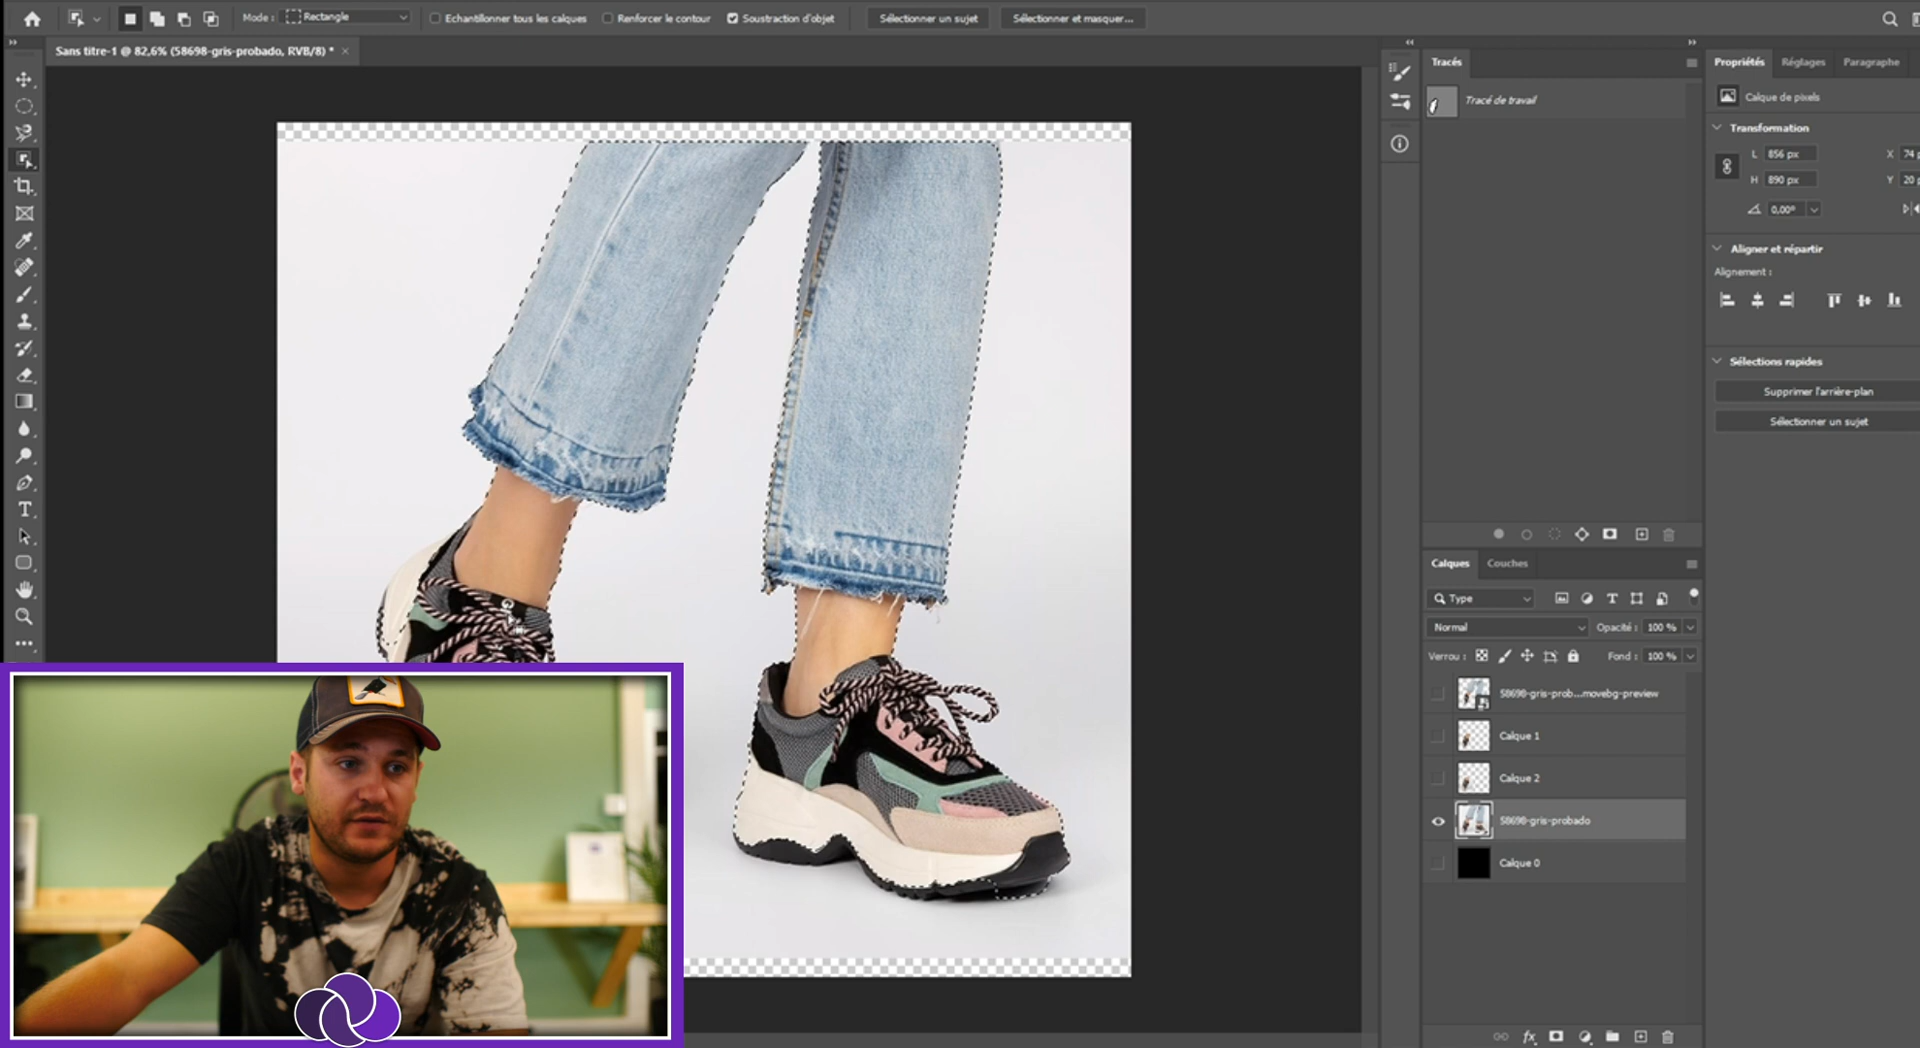 Mode : Rectangle
Echantillonner tous les calques
Renforcer le contour
Soustraction d'objet
Sélectionner un sujet
Sélectionner et masquer...
Sans titre-1 @ 82,6% (58698-gris-probado, RVB/8) *
Tracés
Tracé de travail
Propriétés
Réglages
Paragraphe
Calque de pixels
Transformation
L 856 px
X 74 p
H 890 px
Y 20 p
0,00°
Aligner et répartir
Alignement :
Sélections rapides
Supprimer l'arrière-plan
Sélectionner un sujet
Calques
Couches
Type
Normal
Opacité : 100 %
Verrou :
Fond : 100 %
58698-gris-prob...movebg-preview
Calque 1
Calque 2
58698-gris-probado
Calque 0